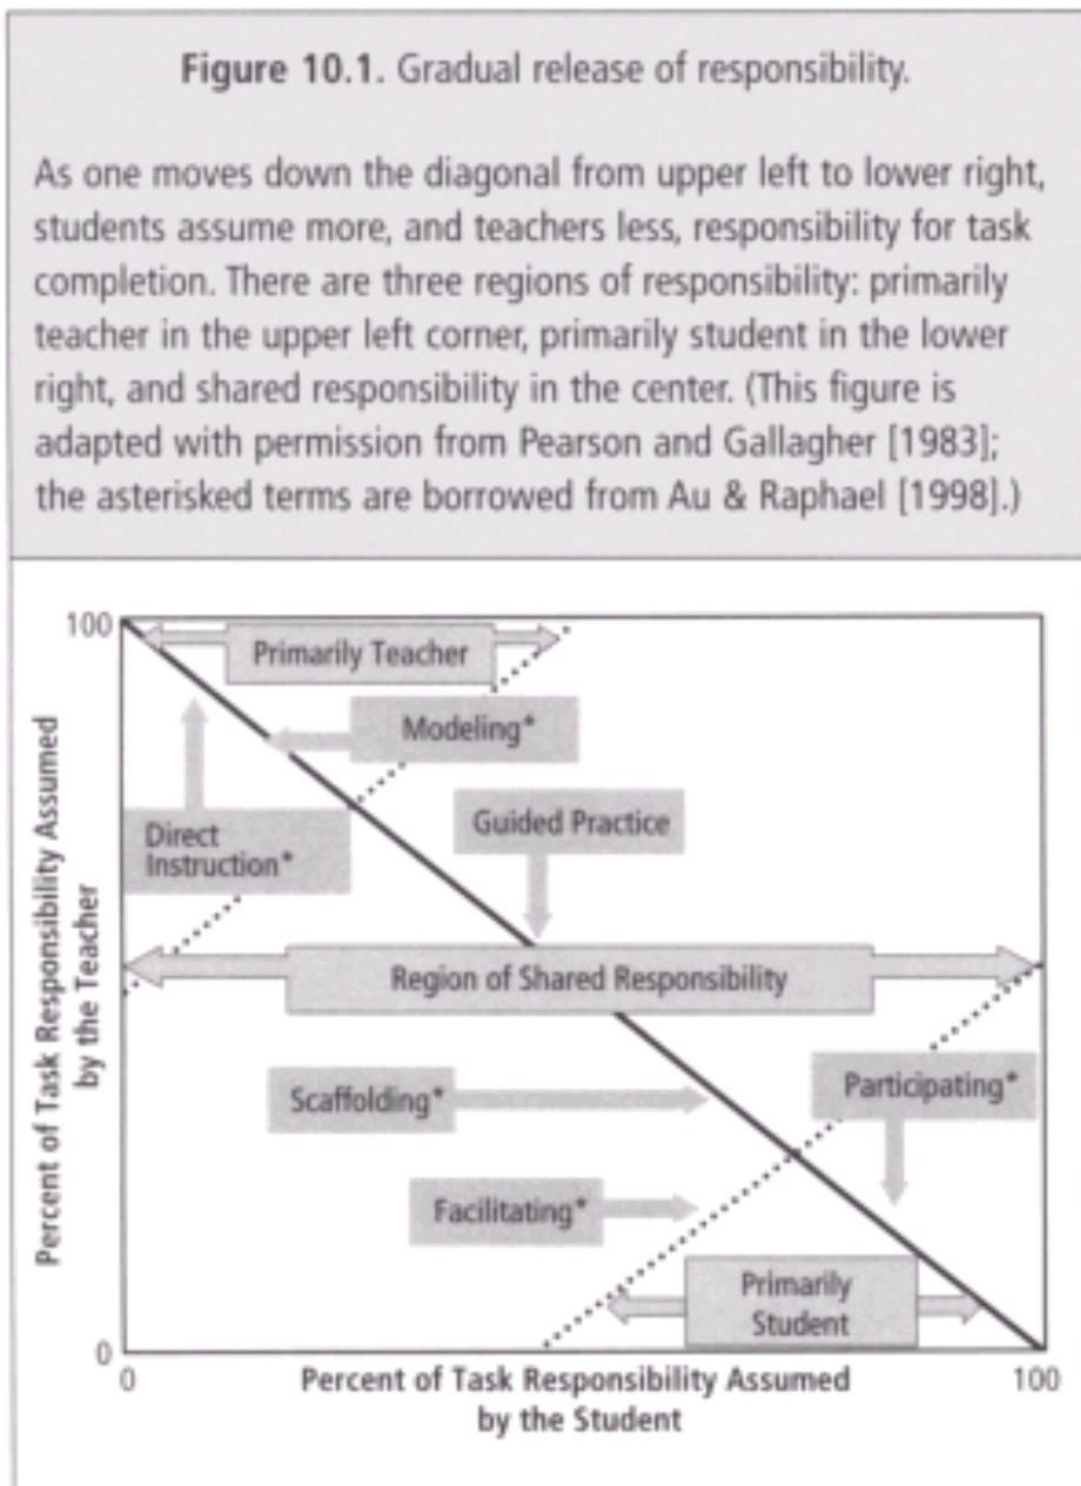 Figure 10.1. Gradual release of responsibility.
As one moves down the diagonal from upper left to lower right,
students assume more, and teachers less, responsibility for task
completion. There are three regions of responsibility: primarily
teacher in the upper left corner, primarily student in the lower
right, and shared responsibility in the center. (This figure is
adapted with permission from Pearson and Gallagher [1983];
the asterisked terms are borrowed from Au & Raphael [1998].)
100
Primarily Teacher
Modeling*
Direct
Instruction*
Guided Practice
Region of Shared Responsibility
Scaffolding*
Participating*
Facilitating*
Primarily
Student
Percent of Task Responsibility Assumed
by the Teacher
0
0
100
Percent of Task Responsibility Assumed
by the Student